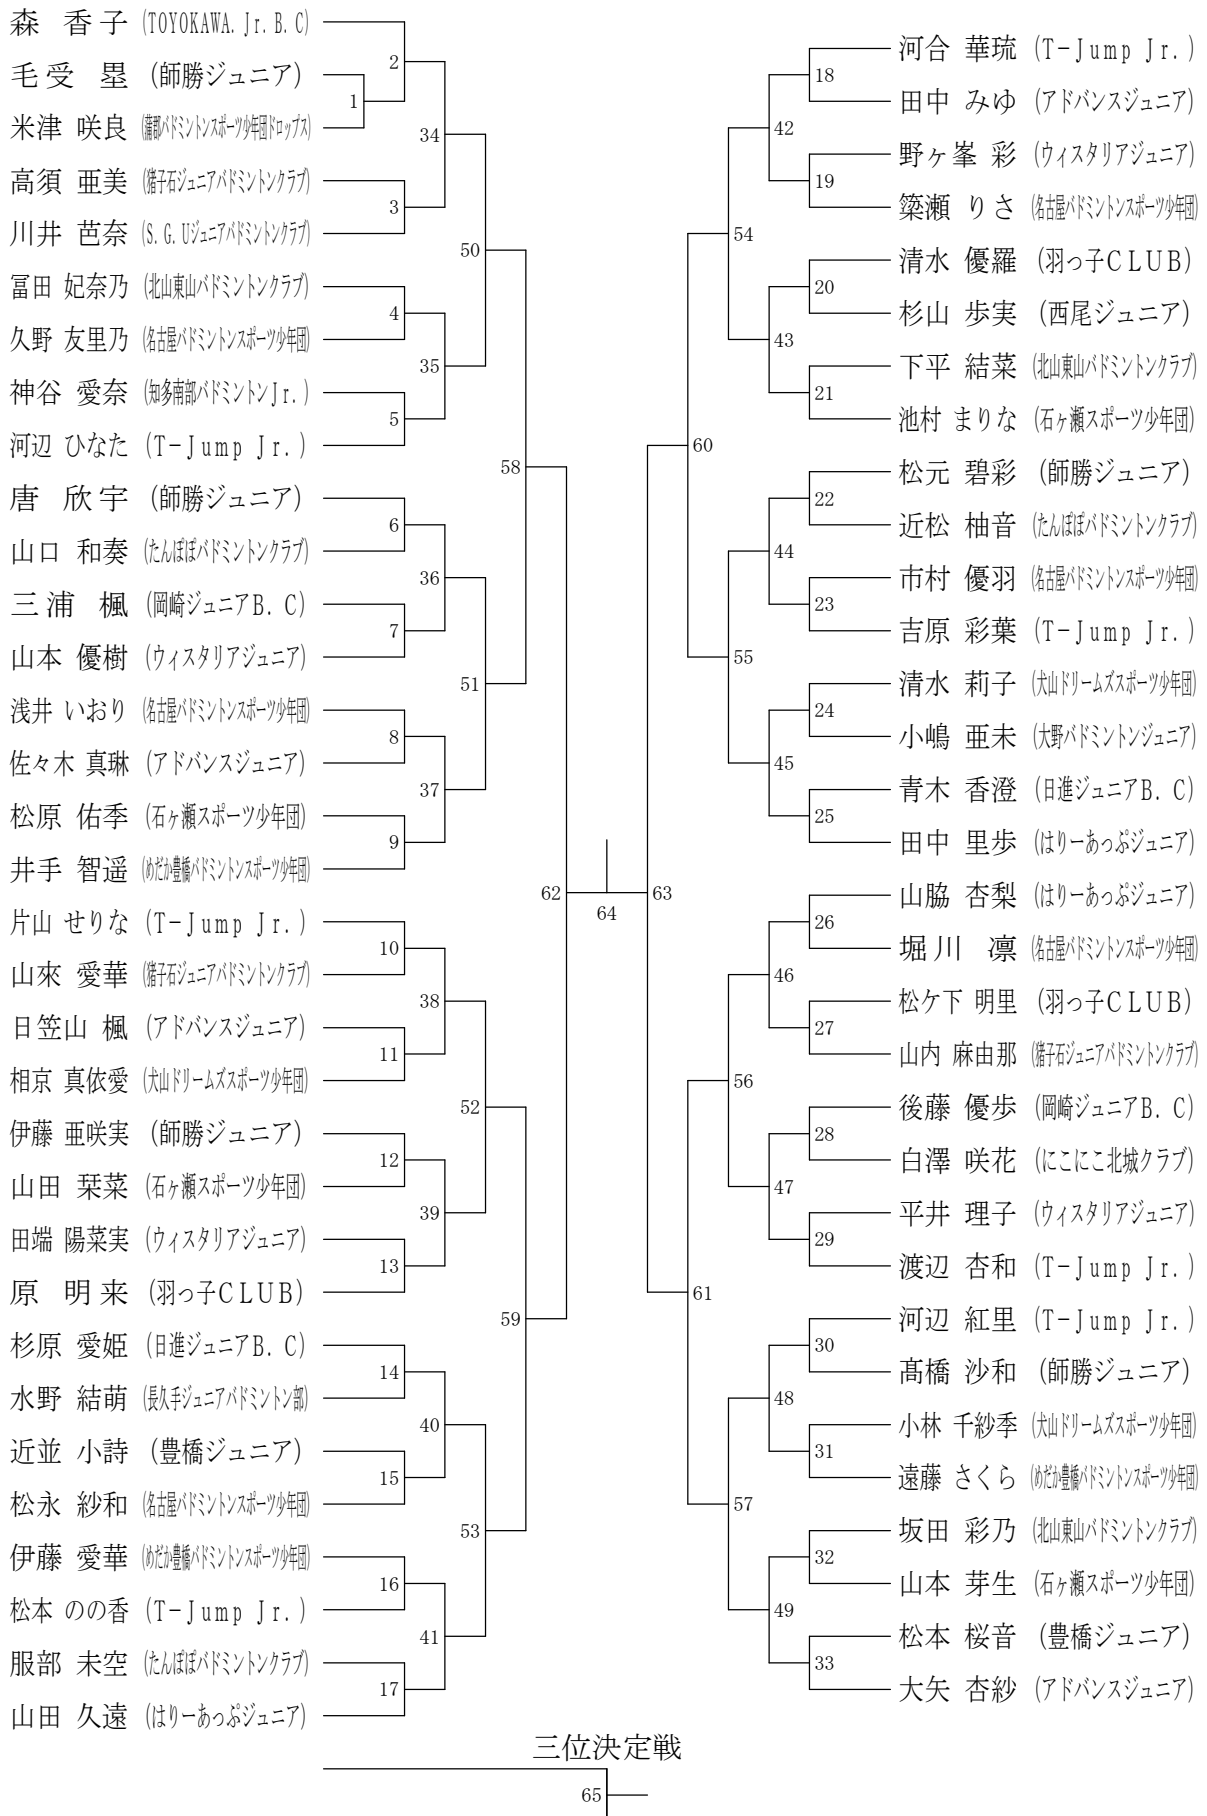 森 香子 (TOYOKAWA. Jr. B. C)
毛受 塁 (師勝ジュニア)
米津 咲良 (蒲郡バドミントンスポーツ少年団ドロップス)
高須 亜美 (猪子石ジュニアバドミントンクラブ)
川井 芭奈 (S. G. Uジュニアバドミントンクラブ)
冨田 妃奈乃 (北山東山バドミントンクラブ)
久野 友里乃 (名古屋バドミントンスポーツ少年団)
神谷 愛奈 (知多南部バドミントンJr.)
河辺 ひなた (T-Jump Jr.)
唐 欣宇 (師勝ジュニア)
山口 和奏 (たんぽぽバドミントンクラブ)
三浦 楓 (岡崎ジュニアB. C)
山本 優樹 (ウィスタリアジュニア)
浅井 いおり (名古屋バドミントンスポーツ少年団)
佐々木 真琳 (アドバンスジュニア)
松原 佑季 (石ヶ瀬スポーツ少年団)
井手 智遥 (めだか豊橋バドミントンスポーツ少年団)
片山 せりな (T-Jump Jr.)
山來 愛華 (猪子石ジュニアバドミントンクラブ)
日笠山 楓 (アドバンスジュニア)
相京 真依愛 (犬山ドリームズスポーツ少年団)
伊藤 亜咲実 (師勝ジュニア)
山田 栞菜 (石ヶ瀬スポーツ少年団)
田端 陽菜実 (ウィスタリアジュニア)
原 明来 (羽っ子CLUB)
杉原 愛姫 (日進ジュニアB. C)
水野 結萌 (長久手ジュニアバドミントン部)
近並 小詩 (豊橋ジュニア)
松永 紗和 (名古屋バドミントンスポーツ少年団)
伊藤 愛華 (めだか豊橋バドミントンスポーツ少年団)
松本 のの香 (T-Jump Jr.)
服部 未空 (たんぽぽバドミントンクラブ)
山田 久遠 (はりーあっぷジュニア)
1
2
3
4
5
6
7
8
9
10
11
12
13
14
15
16
17
34
35
36
37
38
39
40
41
50
51
52
53
58
59
62
64
63
60
61
54
55
56
57
42
43
44
45
46
47
48
49
18
19
20
21
22
23
24
25
26
27
28
29
30
31
32
33
河合 華琉 (T-Jump Jr.)
田中 みゆ (アドバンスジュニア)
野ヶ峯 彩 (ウィスタリアジュニア)
簗瀬 りさ (名古屋バドミントンスポーツ少年団)
清水 優羅 (羽っ子CLUB)
杉山 歩実 (西尾ジュニア)
下平 結菜 (北山東山バドミントンクラブ)
池村 まりな (石ヶ瀬スポーツ少年団)
松元 碧彩 (師勝ジュニア)
近松 柚音 (たんぽぽバドミントンクラブ)
市村 優羽 (名古屋バドミントンスポーツ少年団)
吉原 彩葉 (T-Jump Jr.)
清水 莉子 (犬山ドリームズスポーツ少年団)
小嶋 亜未 (大野バドミントンジュニア)
青木 香澄 (日進ジュニアB. C)
田中 里歩 (はりーあっぷジュニア)
山脇 杏梨 (はりーあっぷジュニア)
堀川 凛 (名古屋バドミントンスポーツ少年団)
松ケ下 明里 (羽っ子CLUB)
山内 麻由那 (猪子石ジュニアバドミントンクラブ)
後藤 優歩 (岡崎ジュニアB. C)
白澤 咲花 (にこにこ北城クラブ)
平井 理子 (ウィスタリアジュニア)
渡辺 杏和 (T-Jump Jr.)
河辺 紅里 (T-Jump Jr.)
髙橋 沙和 (師勝ジュニア)
小林 千紗季 (犬山ドリームズスポーツ少年団)
遠藤 さくら (めだか豊橋バドミントンスポーツ少年団)
坂田 彩乃 (北山東山バドミントンクラブ)
山本 芽生 (石ヶ瀬スポーツ少年団)
松本 桜音 (豊橋ジュニア)
大矢 杏紗 (アドバンスジュニア)
三位決定戦
65